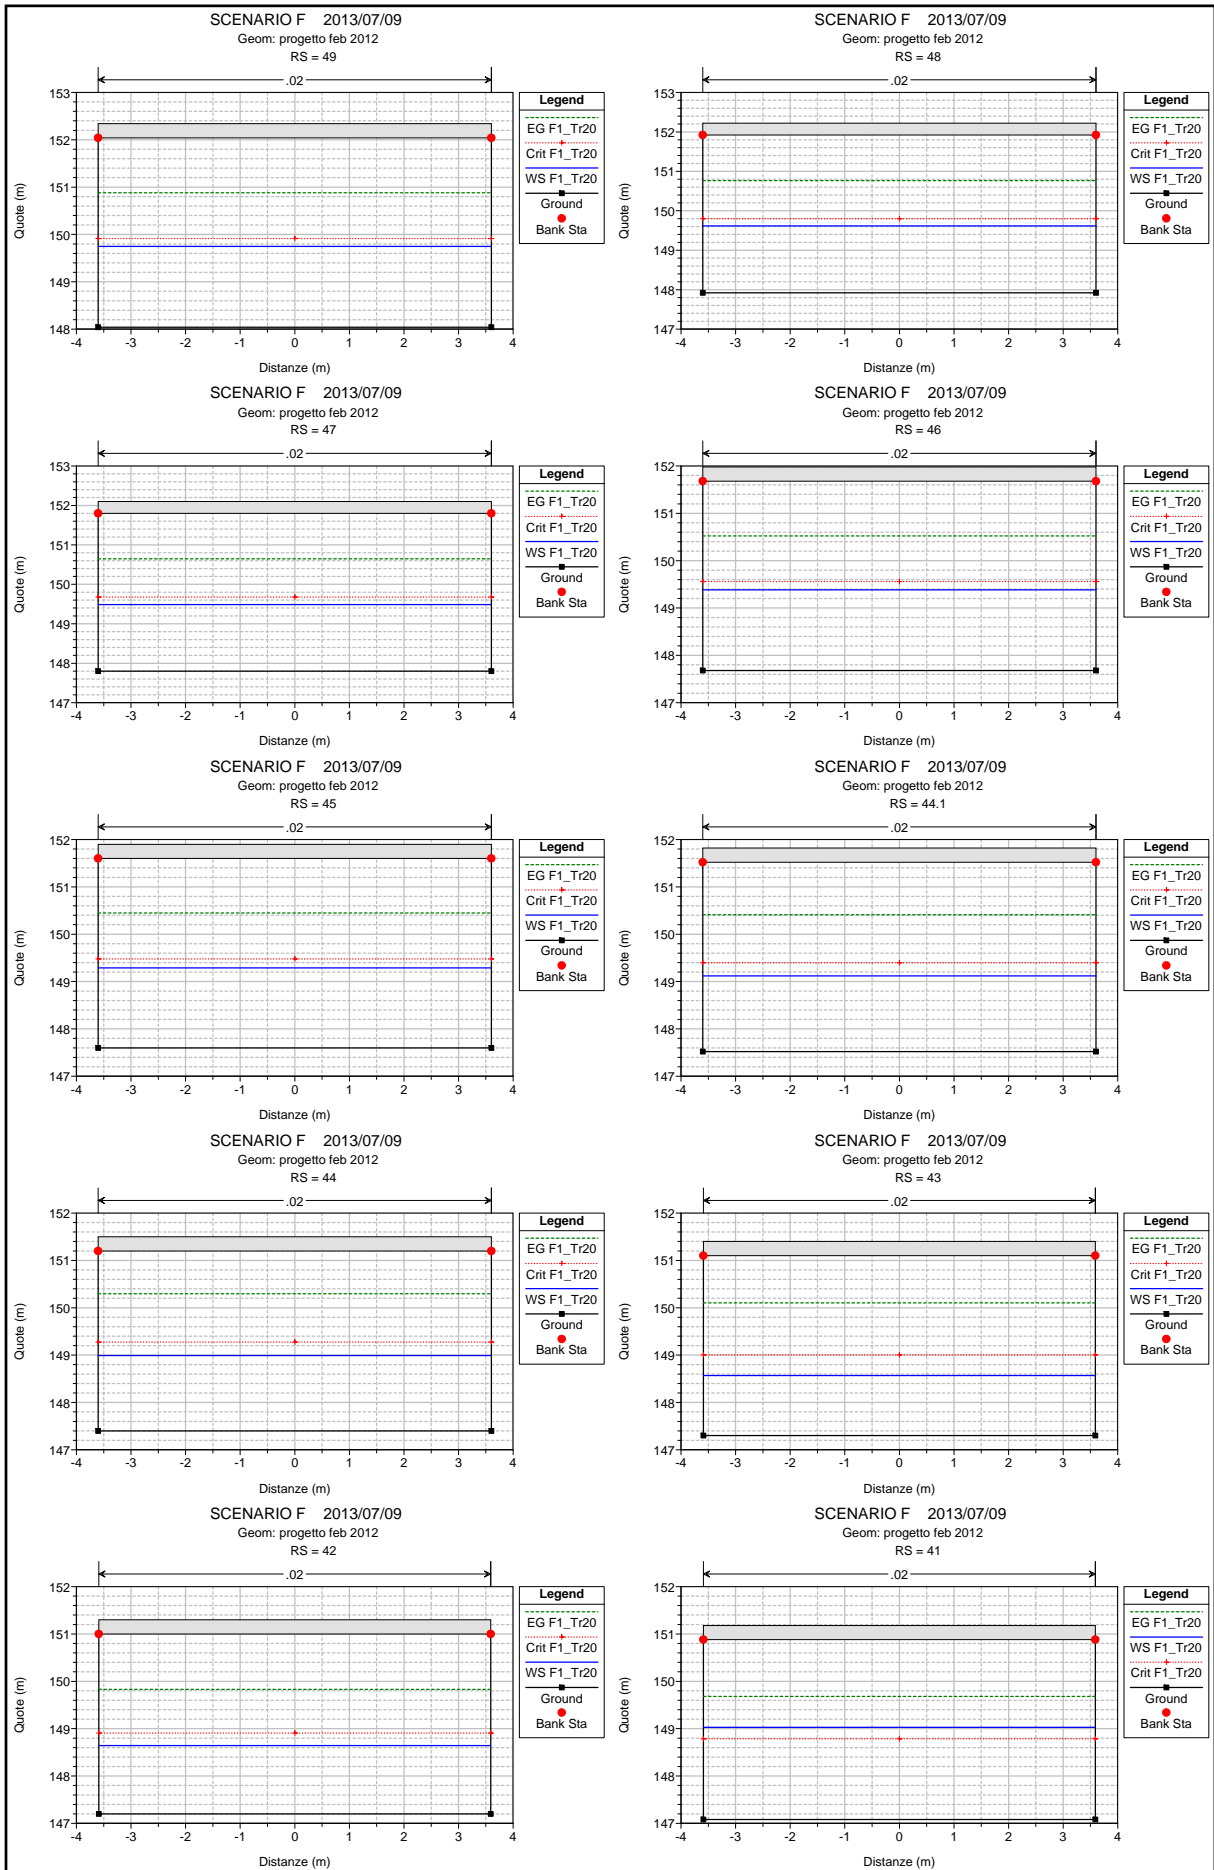 SCENARIO F 2013/07/09
Geom: progetto feb 2012
RS = 49
.02
153
152
151
150
149
148
Quote (m)
-4 -3 -2 -1 0 1 2 3 4
Distanze (m)
Legend
EG F1_Tr20
Crit F1_Tr20
WS F1_Tr20
Ground
Bank Sta
SCENARIO F 2013/07/09
Geom: progetto feb 2012
RS = 48
.02
153
152
151
150
149
148
147
Quote (m)
-4 -3 -2 -1 0 1 2 3 4
Distanze (m)
Legend
EG F1_Tr20
Crit F1_Tr20
WS F1_Tr20
Ground
Bank Sta
SCENARIO F 2013/07/09
Geom: progetto feb 2012
RS = 47
.02
153
152
151
150
149
148
147
Quote (m)
-4 -3 -2 -1 0 1 2 3 4
Distanze (m)
Legend
EG F1_Tr20
Crit F1_Tr20
WS F1_Tr20
Ground
Bank Sta
SCENARIO F 2013/07/09
Geom: progetto feb 2012
RS = 46
.02
152
151
150
149
148
147
Quote (m)
-4 -3 -2 -1 0 1 2 3 4
Distanze (m)
Legend
EG F1_Tr20
Crit F1_Tr20
WS F1_Tr20
Ground
Bank Sta
SCENARIO F 2013/07/09
Geom: progetto feb 2012
RS = 45
.02
152
151
150
149
148
147
Quote (m)
-4 -3 -2 -1 0 1 2 3 4
Distanze (m)
Legend
EG F1_Tr20
Crit F1_Tr20
WS F1_Tr20
Ground
Bank Sta
SCENARIO F 2013/07/09
Geom: progetto feb 2012
RS = 44.1
.02
152
151
150
149
148
147
Quote (m)
-4 -3 -2 -1 0 1 2 3 4
Distanze (m)
Legend
EG F1_Tr20
Crit F1_Tr20
WS F1_Tr20
Ground
Bank Sta
SCENARIO F 2013/07/09
Geom: progetto feb 2012
RS = 44
.02
152
151
150
149
148
147
Quote (m)
-4 -3 -2 -1 0 1 2 3 4
Distanze (m)
Legend
EG F1_Tr20
Crit F1_Tr20
WS F1_Tr20
Ground
Bank Sta
SCENARIO F 2013/07/09
Geom: progetto feb 2012
RS = 43
.02
152
151
150
149
148
147
Quote (m)
-4 -3 -2 -1 0 1 2 3 4
Distanze (m)
Legend
EG F1_Tr20
Crit F1_Tr20
WS F1_Tr20
Ground
Bank Sta
SCENARIO F 2013/07/09
Geom: progetto feb 2012
RS = 42
.02
152
151
150
149
148
147
Quote (m)
-4 -3 -2 -1 0 1 2 3 4
Distanze (m)
Legend
EG F1_Tr20
Crit F1_Tr20
WS F1_Tr20
Ground
Bank Sta
SCENARIO F 2013/07/09
Geom: progetto feb 2012
RS = 41
.02
152
151
150
149
148
147
Quote (m)
-4 -3 -2 -1 0 1 2 3 4
Distanze (m)
Legend
EG F1_Tr20
WS F1_Tr20
Crit F1_Tr20
Ground
Bank Sta